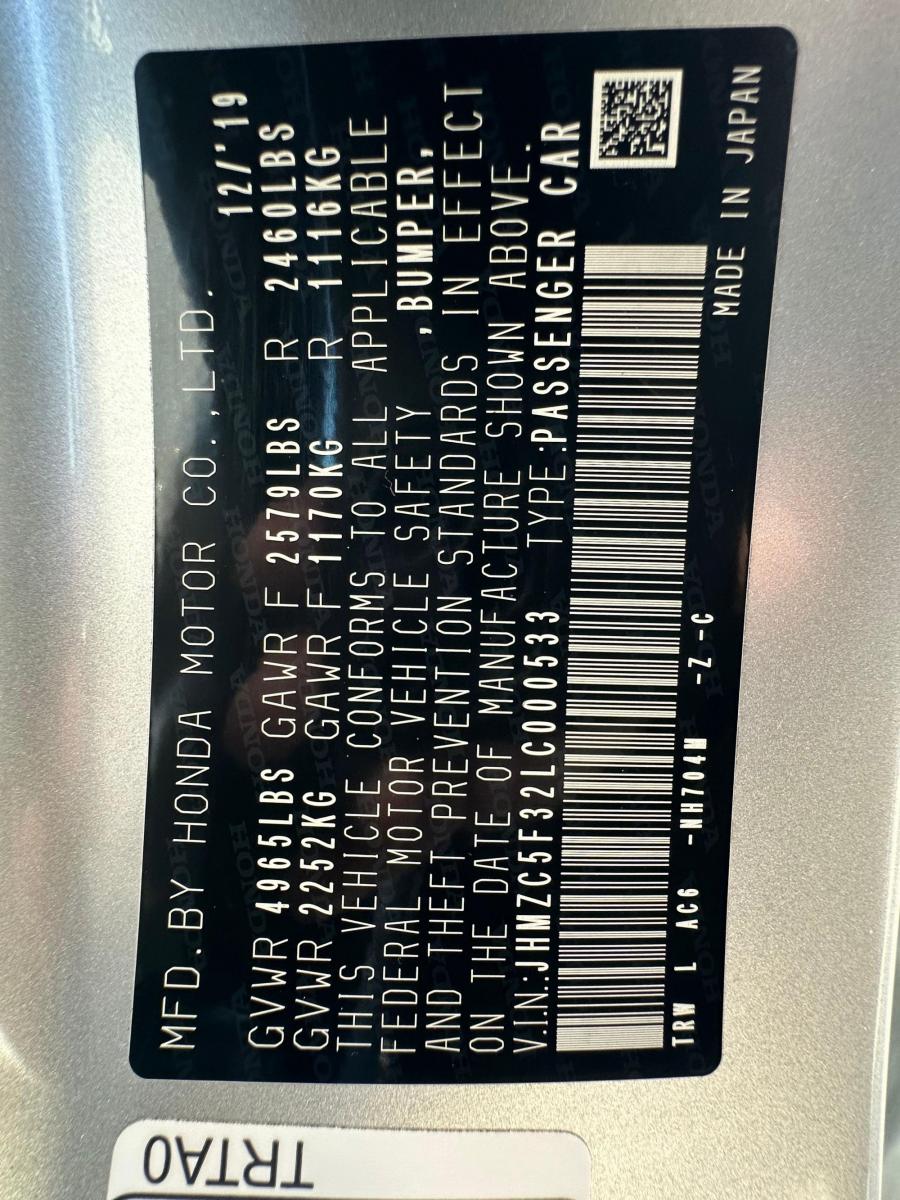 MFD.BY HONDA MOTOR CO.,LTD. 12/'19
GVWR 4965LBS GAWR F 2579LBS R 2460LBS
GVWR 2252KG GAWR F 1170KG R 1116KG
THIS VEHICLE CONFORMS TO ALL APPLICABLE
FEDERAL MOTOR VEHICLE SAFETY ,BUMPER,
AND THEFT PREVENTION STANDARDS IN EFFECT
ON THE DATE OF MANUFACTURE SHOWN ABOVE.
V.I.N.:JHMZC5F32LC000533 TYPE:PASSENGER CAR
TRW L AC6 -NH704M -Z -C MADE IN JAPAN
TRTA0